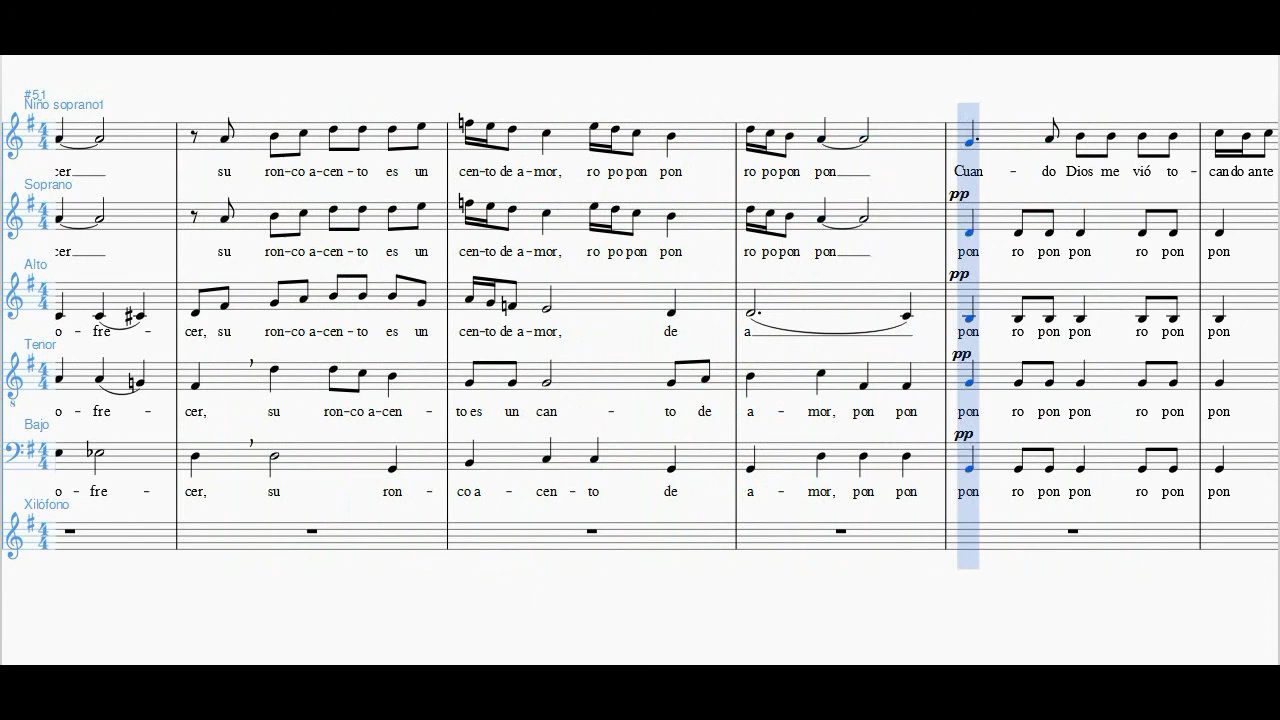 #51
Niño soprano1
cer____ su ron-co a-cen-to es un cen-to de a-mor, ro po pon pon ro po pon pon____ Cuan - do Dios me vió to - cando ante
Soprano
pp
cer____ su ron-co a-cen-to es un cen-to de a-mor, ro po pon pon ro po pon pon____ pon ro pon pon ro pon pon
Alto
pp
o - fre - cer, su ron-co a-cen-to es un cen-to de a-mor, de a____ pon ro pon pon ro pon pon
Tenor
pp
o - fre - cer, su ron-co a-cen - to es un can - to de a - mor, pon pon pon ro pon pon ro pon pon
Bajo
pp
o - fre - cer, su ron - co a - cen - to de a - mor, pon pon pon ro pon pon ro pon pon
Xilófono